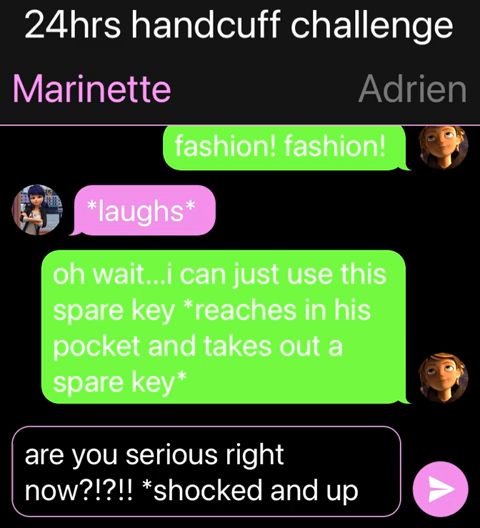 24hrs handcuff challenge
Marinette
Adrien
fashion! fashion!
*laughs*
oh wait...i can just use this
spare key *reaches in his
pocket and takes out a
spare key*
are you serious right
now?!?!! *shocked and up